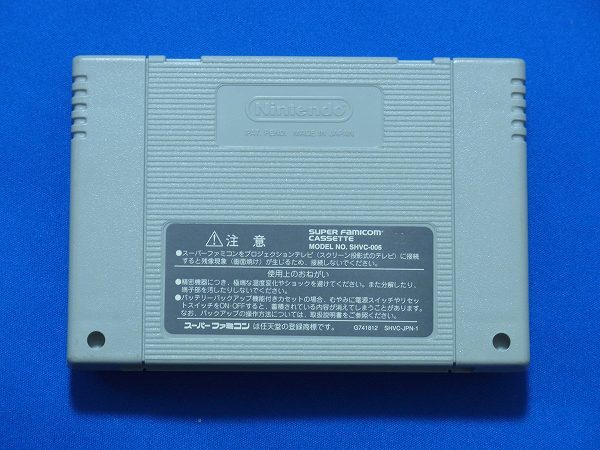 Nintendo
PAT. PEND. MADE IN JAPAN
⚠注意
SUPER FAMICOM
CASSETTE
MODEL NO. SHVC-006
●スーパーファミコンをプロジェクションテレビ(スクリーン投影式のテレビ)に接続
すると残像現象(画面焼け)が生じるため、接続しないでください。
使用上のおねがい
●精密機器につき、極端な温度変化やショックを避けてください。また分解したり、
端子部を汚したりしないでください。
●バッテリーバックアップ機能付きカセットの場合、むやみに電源スイッチやリセッ
トスイッチをON・OFFすると、蓄積されている内容が消えてしまうことがあります。
なお、バックアップの操作方法については、取扱説明書をご参照ください。
スーパーファミコンは任天堂の登録商標です。
G741812 SHVC-JPN-1